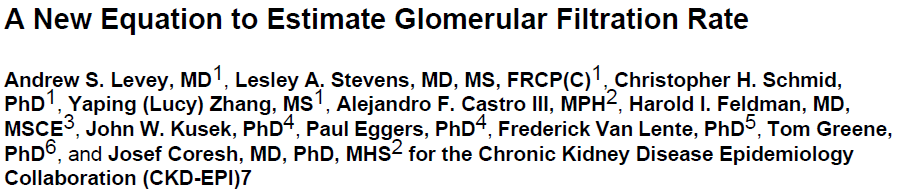 A New Equation to Estimate Glomerular Filtration Rate
Andrew S. Levey, MD1, Lesley A. Stevens, MD, MS, FRCP(C)1, Christopher H. Schmid,
PhD1, Yaping (Lucy) Zhang, MS1, Alejandro F. Castro III, MPH2, Harold I. Feldman, MD,
MSCE3, John W. Kusek, PhD4, Paul Eggers, PhD4, Frederick Van Lente, PhD5, Tom Greene,
PhD6, and Josef Coresh, MD, PhD, MHS2 for the Chronic Kidney Disease Epidemiology
Collaboration (CKD-EPI)7